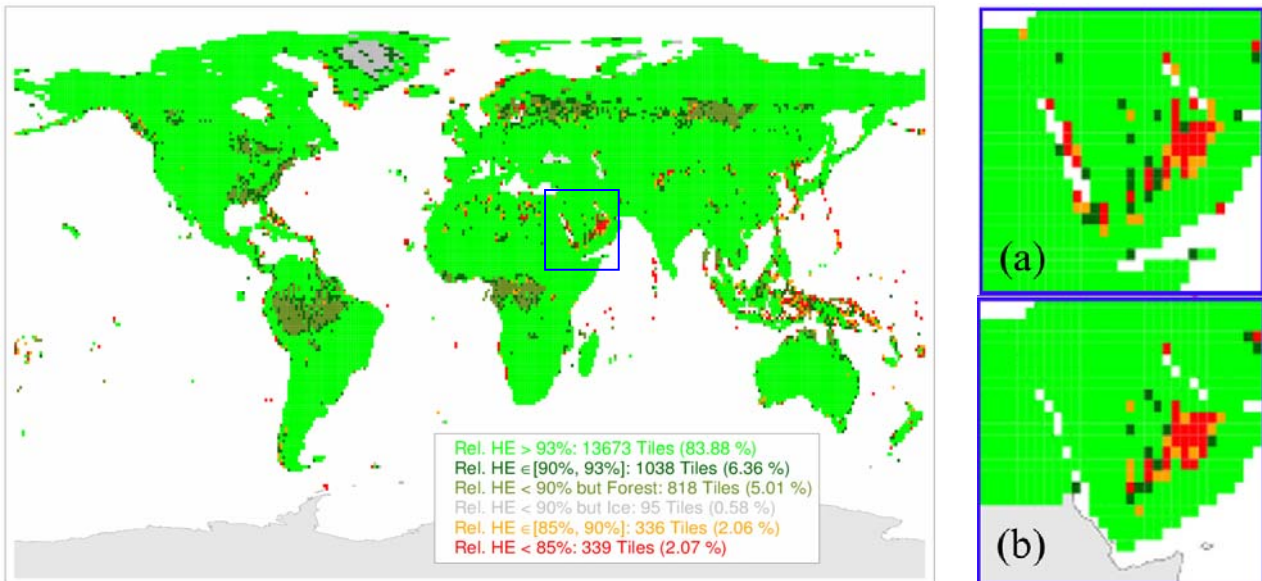 Rel. HE > 93%: 13673 Tiles (83.88 %)
Rel. HE ∈[90%, 93%]: 1038 Tiles (6.36 %)
Rel. HE < 90% but Forest: 818 Tiles (5.01 %)
Rel. HE < 90% but Ice: 95 Tiles (0.58 %)
Rel. HE ∈[85%, 90%]: 336 Tiles (2.06 %)
Rel. HE < 85%: 339 Tiles (2.07 %)
(a)
(b)